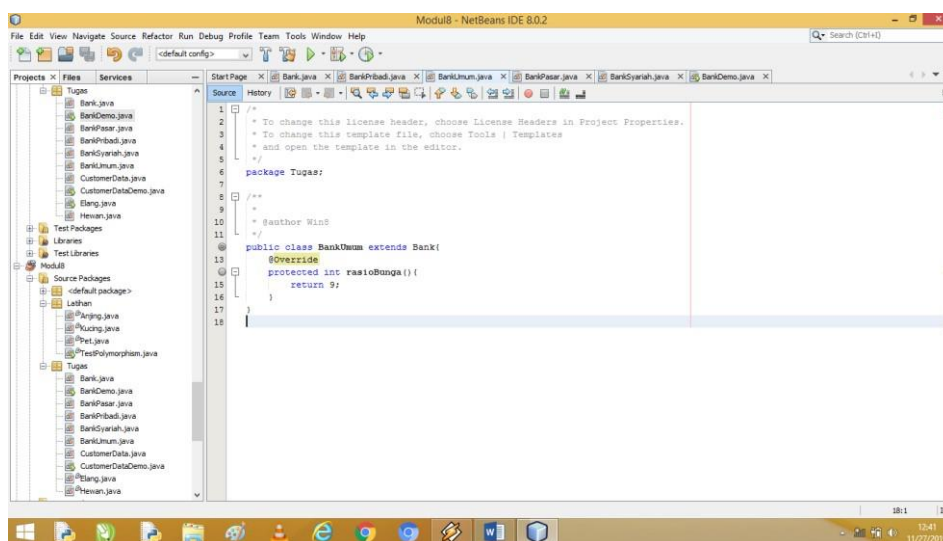 Modul8 - NetBeans IDE 8.0.2
File Edit View Navigate Source Refactor Run Debug Profile Team Tools Window Help
Search (Ctrl+I)
<default config>
Projects Files Services
Start Page Bank.java BankPribadi.java BankUmum.java BankPasar.java BankSyariah.java BankDemo.java
Source History
Tugas
Bank.java
BankDemo.java
BankPasar.java
BankPribadi.java
BankSyariah.java
BankUmum.java
CustomerData.java
CustomerDataDemo.java
Elang.java
Hewan.java
Test Packages
Libraries
Test Libraries
Modul8
Source Packages
<default package>
Latihan
Anjing.java
Kucing.java
Pet.java
TestPolymorphism.java
Tugas
Bank.java
BankDemo.java
BankPasar.java
BankPribadi.java
BankSyariah.java
BankUmum.java
CustomerData.java
CustomerDataDemo.java
Elang.java
Hewan.java
1 /*
2 * To change this license header, choose License Headers in Project Properties.
3 * To change this template file, choose Tools | Templates
4 * and open the template in the editor.
5 */
6 package Tugas;
7
8 /**
9 *
10 * @author Win8
11 */
public class BankUmum extends Bank{
13 @Override
protected int rasioBunga(){
15 return 9;
16 }
17 }
18
18:1
12:41